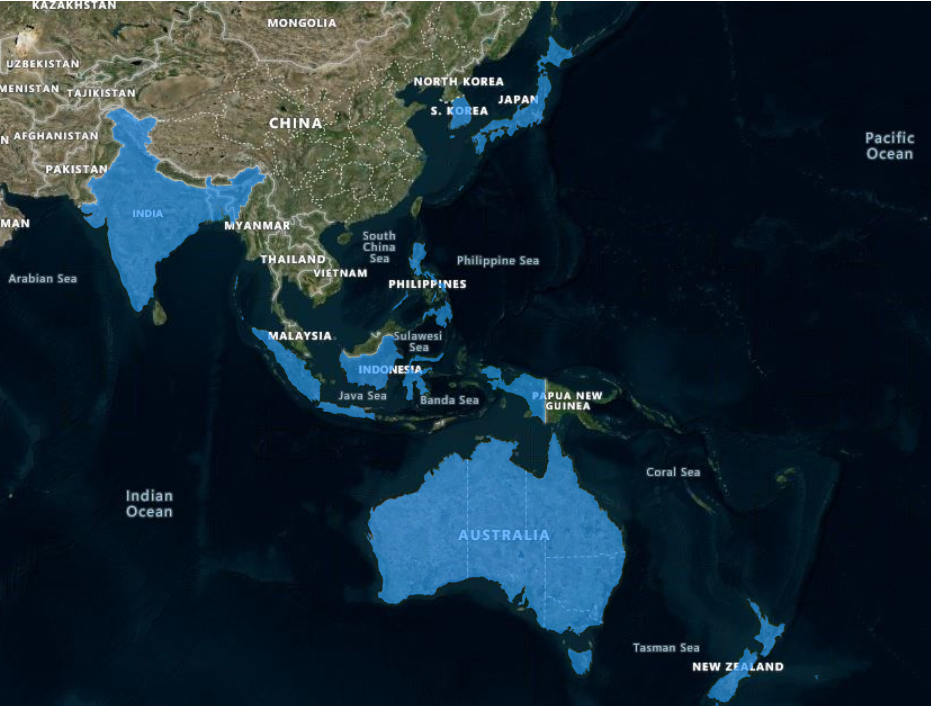 KAZAKHSTAN
MONGOLIA
UZBEKISTAN
MENISTAN
TAJIKISTAN
NORTH KOREA
JAPAN
S. KOREA
CHINA
N
AFGHANISTAN
Pacific
Ocean
PAKISTAN
INDIA
MAN
MYANMAR
South
China
Sea
THAILAND
Philippine Sea
VIETNAM
Arabian Sea
PHILIPPINES
MALAYSIA
Sulawesi
Sea
INDONESIA
Java Sea
Banda Sea
PAPUA NEW
GUINEA
Coral Sea
Indian
Ocean
AUSTRALIA
Tasman Sea
NEW ZEALAND